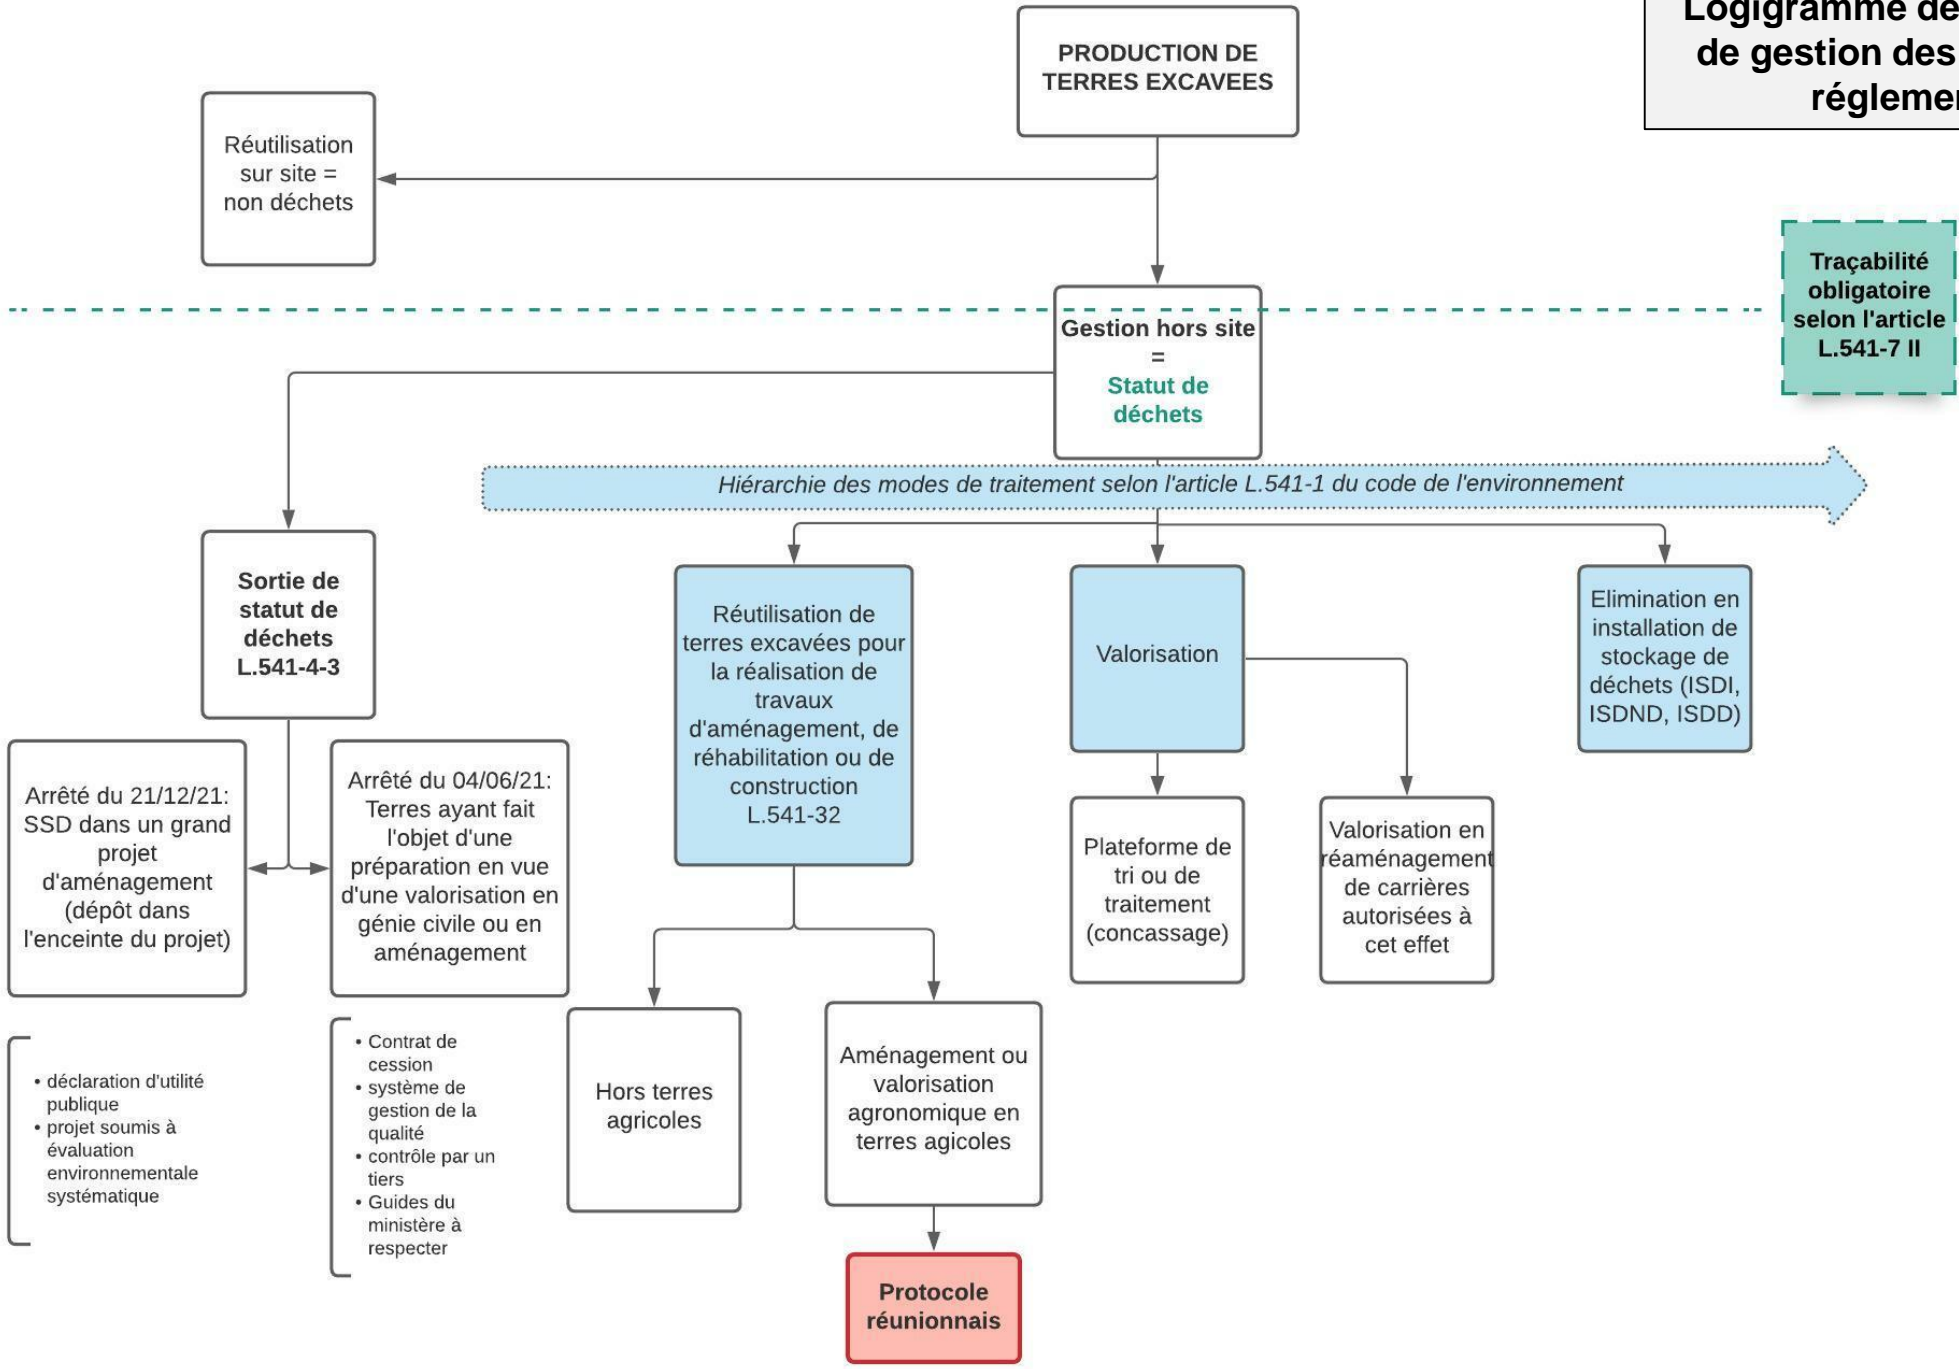 Logigramme de
de gestion des
PRODUCTION DE
TERRES EXCAVEES
Réutilisation
sur site =
non déchets
Traçabilité
obligatoire
selon l'article
L.541-7 II
Gestion hors site
=
Statut de
déchets
Hiérarchie des modes de traitement selon l'article L.541-1 du code de l'environnement
Sortie de
statut de
déchets
L.541-4-3
Réutilisation de
terres excavées pour
la réalisation de
travaux
d'aménagement, de
réhabilitation ou de
construction
L.541-32
Valorisation
Elimination en
installation de
stockage de
déchets (ISDI,
ISDND, ISDD)
Arrêté du 21/12/21:
SSD dans un grand
projet
d'aménagement
(dépôt dans
l'enceinte du projet)
Arrêté du 04/06/21:
Terres ayant fait
l'objet d'une
préparation en vue
d'une valorisation en
génie civile ou en
aménagement
Plateforme de
tri ou de
traitement
(concassage)
Valorisation en
réaménagement
de carrières
autorisées à
cet effet
• déclaration d'utilité
publique
• projet soumis à
évaluation
environnementale
systématique
• Contrat de
cession
• système de
gestion de la
qualité
• contrôle par un
tiers
• Guides du
ministère à
respecter
Hors terres
agricoles
Aménagement ou
valorisation
agronomique en
terres agicoles
Protocole
réunionnais